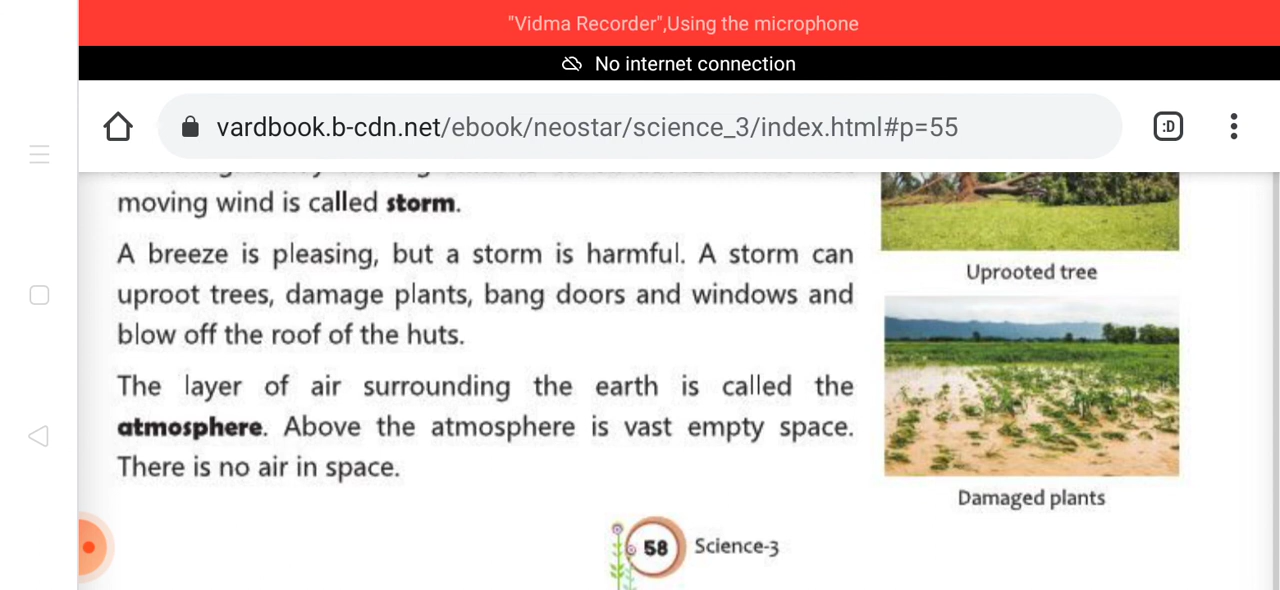 "Vidma Recorder",Using the microphone
No internet connection
vardbook.b-cdn.net/ebook/neostar/science_3/index.html#p=55
:D
moving wind is called storm.
A breeze is pleasing, but a storm is harmful. A storm can
uproot trees, damage plants, bang doors and windows and
blow off the roof of the huts.
The layer of air surrounding the earth is called the
atmosphere. Above the atmosphere is vast empty space.
There is no air in space.
Uprooted tree
Damaged plants
58 Science-3